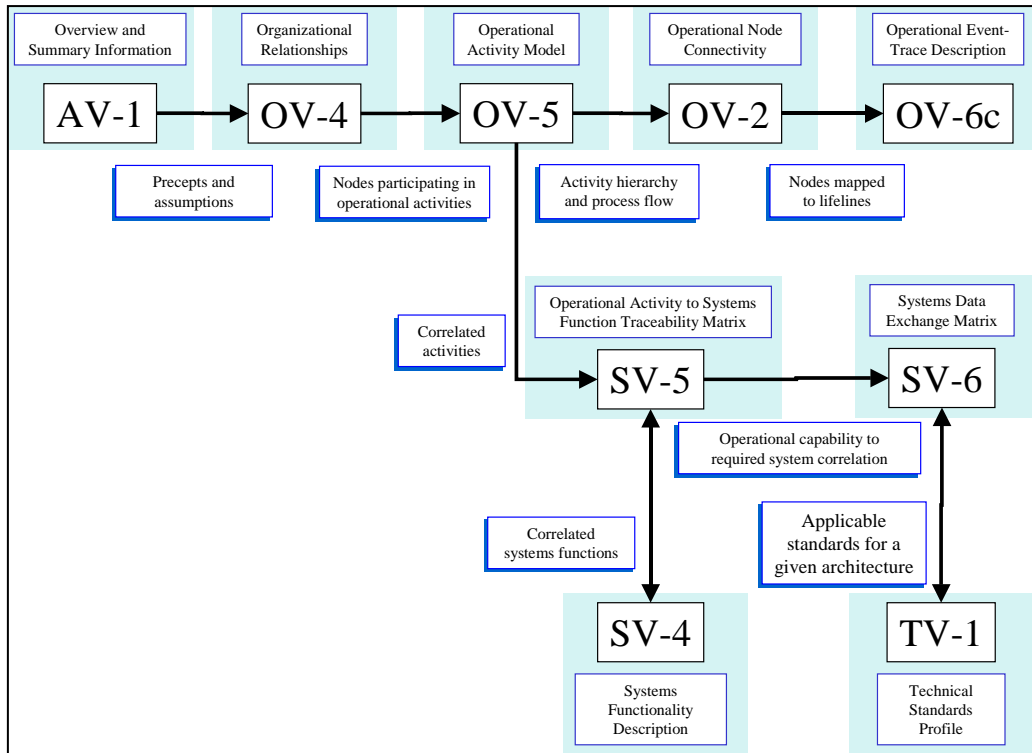 Overview and
Summary Information
Organizational
Relationships
Operational
Activity Model
Operational Node
Connectivity
Operational Event-
Trace Description
AV-1
OV-4
OV-5
OV-2
OV-6c
Precepts and
assumptions
Nodes participating in
operational activities
Activity hierarchy
and process flow
Nodes mapped
to lifelines
Operational Activity to Systems
Function Traceability Matrix
Systems Data
Exchange Matrix
Correlated
activities
SV-5
SV-6
Operational capability to
required system correlation
Correlated
systems functions
Applicable
standards for a
given architecture
SV-4
TV-1
Systems
Functionality
Description
Technical
Standards
Profile